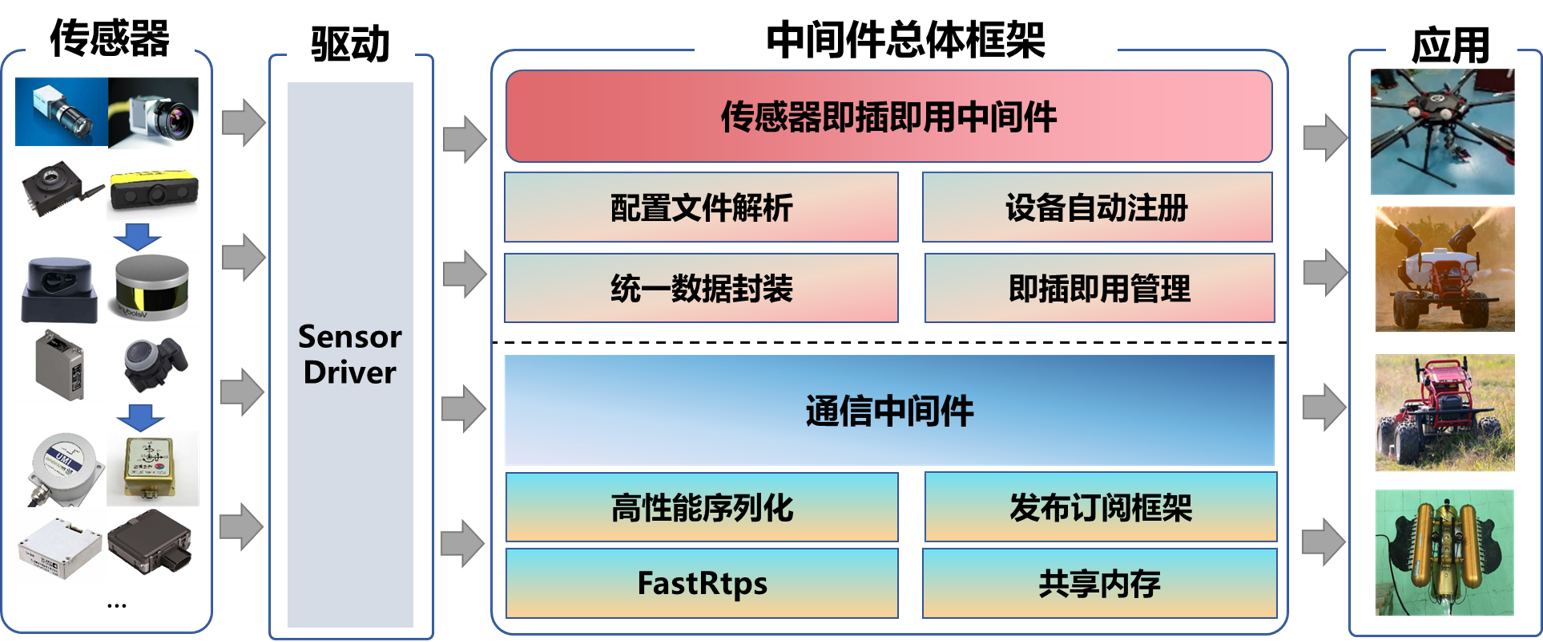 传感器
驱动
中间件总体框架
应用
传感器即插即用中间件
配置文件解析
设备自动注册
统一数据封装
即插即用管理
Sensor
Driver
通信中间件
高性能序列化
发布订阅框架
FastRtps
共享内存
UMI
...